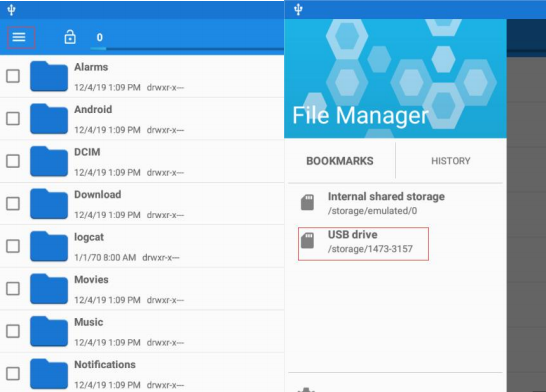 0
Alarms
12/4/19 1:09 PM drwxr-x---
Android
12/4/19 1:09 PM drwxr-x---
DCIM
12/4/19 1:09 PM drwxr-x---
Download
12/4/19 1:09 PM drwxr-x---
logcat
1/1/70 8:00 AM drwxr-x---
Movies
12/4/19 1:09 PM drwxr-x---
Music
12/4/19 1:09 PM drwxr-x---
Notifications
12/4/19 1:09 PM drwxr-x---
File Manager
BOOKMARKS HISTORY
Internal shared storage
/storage/emulated/0
USB drive
/storage/1473-3157